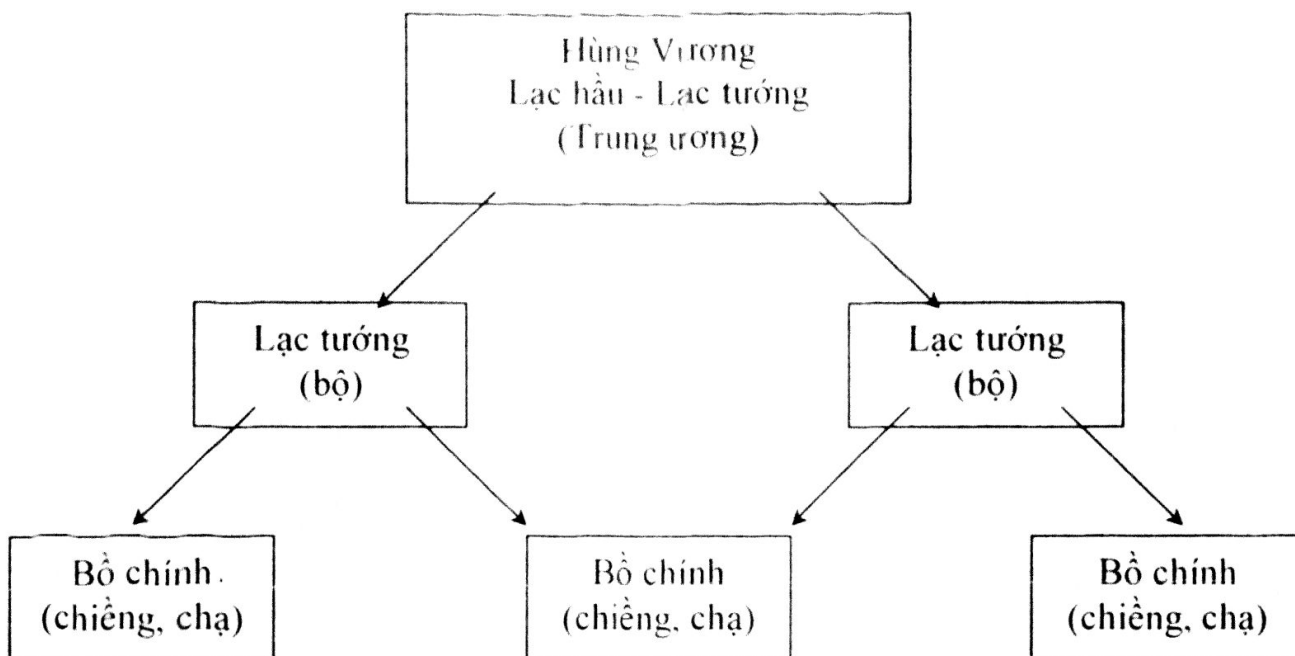 Hùng Vương
Lạc hầu - Lạc tướng
(Trung ương)
Lạc tướng
(bộ)
Lạc tướng
(bộ)
Bồ chính
(chiềng, chạ)
Bồ chính
(chiềng, chạ)
Bồ chính
(chiềng, chạ)